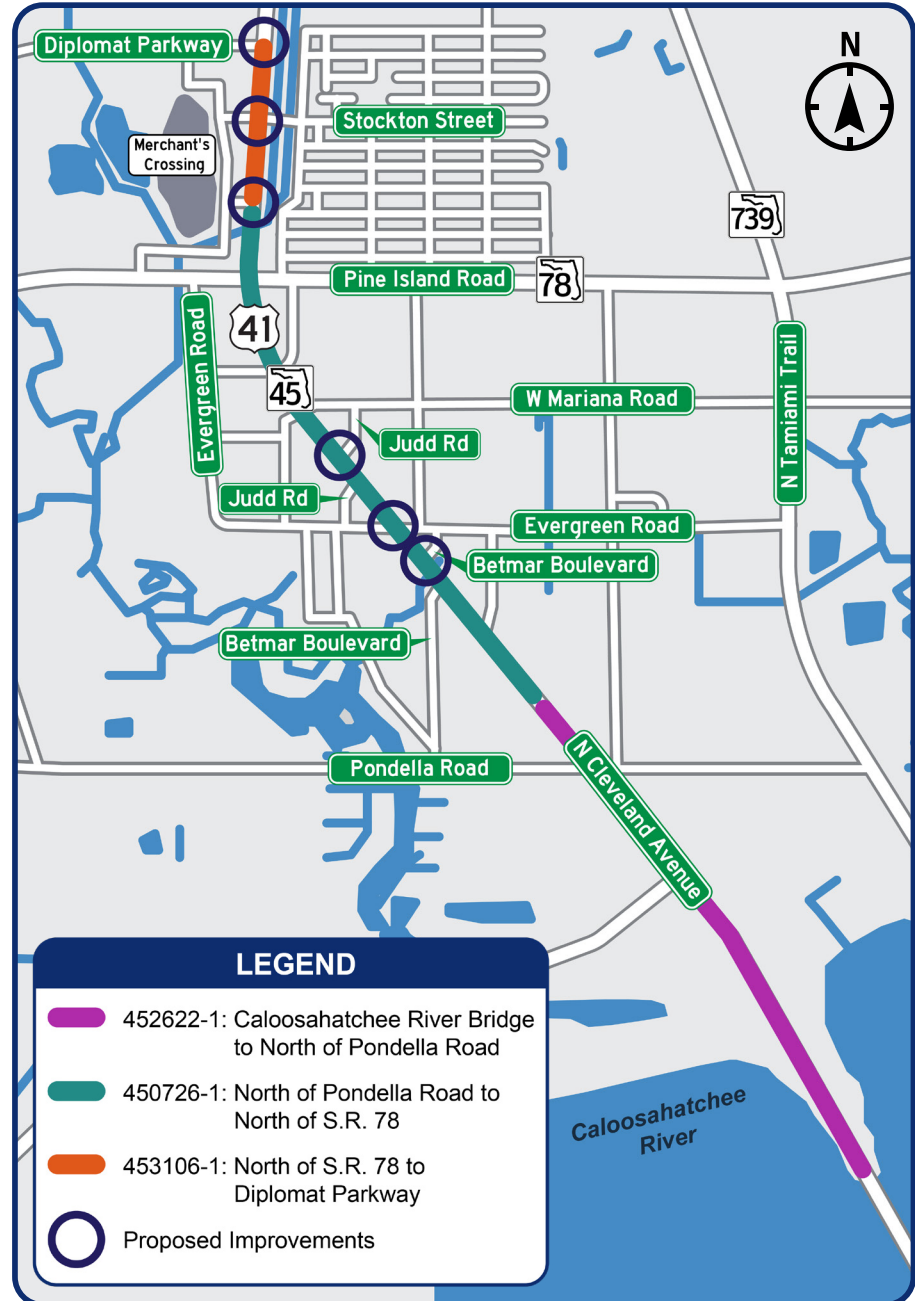 N
Diplomat Parkway
Stockton Street
Merchant's
Crossing
739
Pine Island Road
78
41
Evergreen Road
45
W Mariana Road
N Tamiami Trail
Judd Rd
Judd Rd
Evergreen Road
Betmar Boulevard
Betmar Boulevard
Pondella Road
N Cleveland Avenue
LEGEND
452622-1: Caloosahatchee River Bridge
to North of Pondella Road
450726-1: North of Pondella Road to
North of S.R. 78
453106-1: North of S.R. 78 to
Diplomat Parkway
Proposed Improvements
Caloosahatchee
River